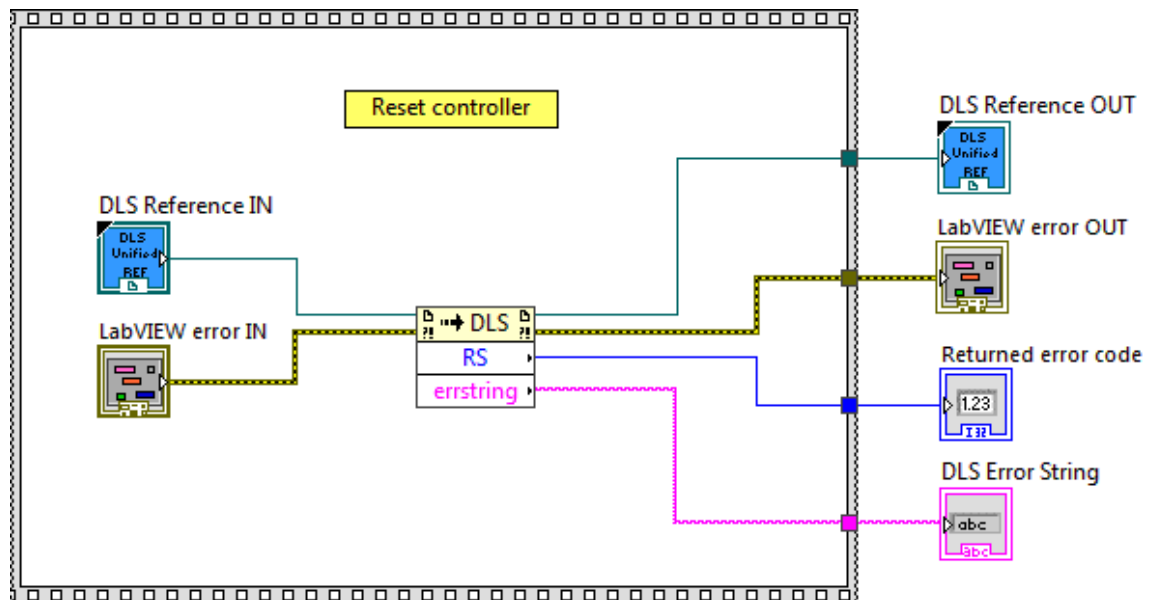 Reset controller
DLS Reference OUT
DLS
Unified
REF
DLS Reference IN
DLS
Unified
REF
LabVIEW error OUT
LabVIEW error IN
?! DLS ?!
RS
errstring
Returned error code
1.23
I32
DLS Error String
abc
abc